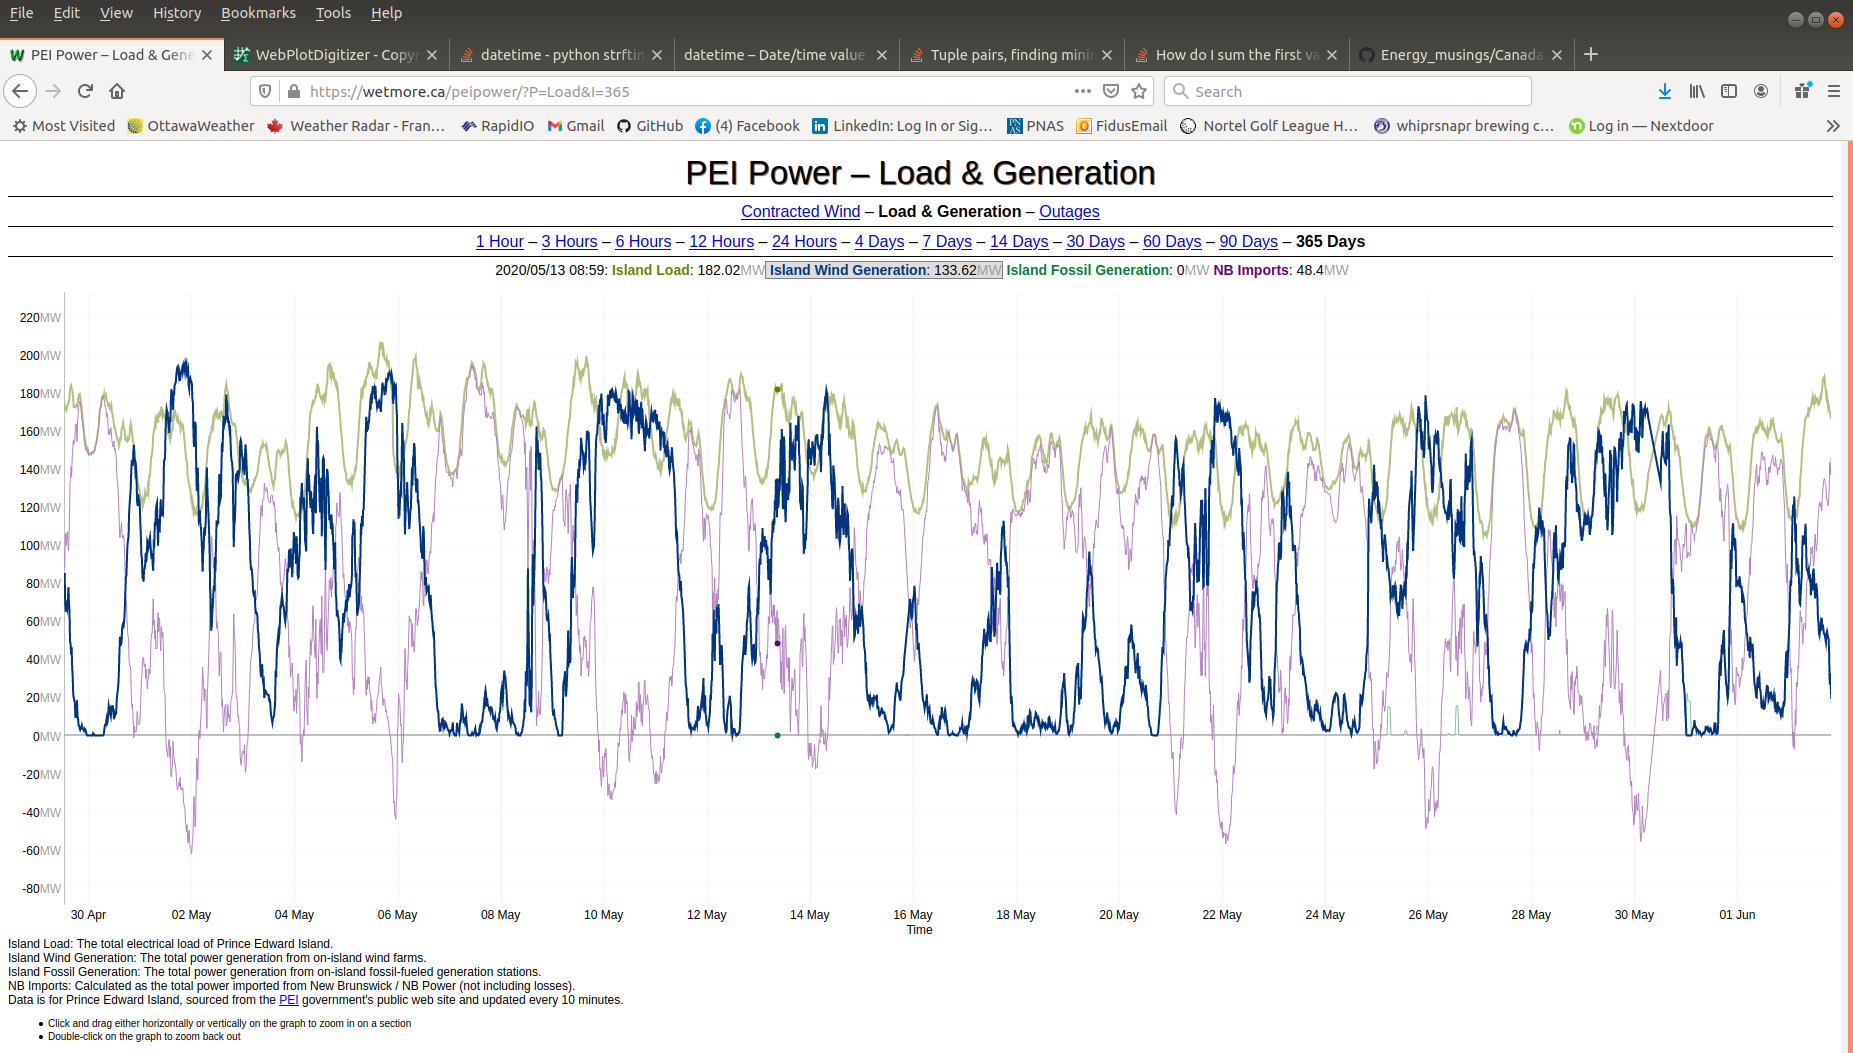 File Edit View History Bookmarks Tools Help
PEI Power – Load & Gene WebPlotDigitizer - Copyr datetime - python strftim datetime – Date/time value Tuple pairs, finding minin How do I sum the first va Energy_musings/Canada
https://wetmore.ca/peipower/?P=Load&I=365 Search
Most Visited OttawaWeather Weather Radar - Fran… RapidIO Gmail GitHub (4) Facebook LinkedIn: Log In or Sig… PNAS FidusEmail Nortel Golf League H… whiprsnapr brewing c… Log in — Nextdoor
PEI Power – Load & Generation
Contracted Wind – Load & Generation – Outages
1 Hour – 3 Hours – 6 Hours – 12 Hours – 24 Hours – 4 Days – 7 Days – 14 Days – 30 Days – 60 Days – 90 Days – 365 Days
2020/05/13 08:59: Island Load: 182.02MW Island Wind Generation: 133.62MW Island Fossil Generation: 0MW NB Imports: 48.4MW
220MW
200MW
180MW
160MW
140MW
120MW
100MW
80MW
60MW
40MW
20MW
0MW
-20MW
-40MW
-60MW
-80MW
30 Apr 02 May 04 May 06 May 08 May 10 May 12 May 14 May 16 May 18 May 20 May 22 May 24 May 26 May 28 May 30 May 01 Jun
Time
Island Load: The total electrical load of Prince Edward Island.
Island Wind Generation: The total power generation from on-island wind farms.
Island Fossil Generation: The total power generation from on-island fossil-fueled generation stations.
NB Imports: Calculated as the total power imported from New Brunswick / NB Power (not including losses).
Data is for Prince Edward Island, sourced from the PEI government's public web site and updated every 10 minutes.
• Click and drag either horizontally or vertically on the graph to zoom in on a section
• Double-click on the graph to zoom back out